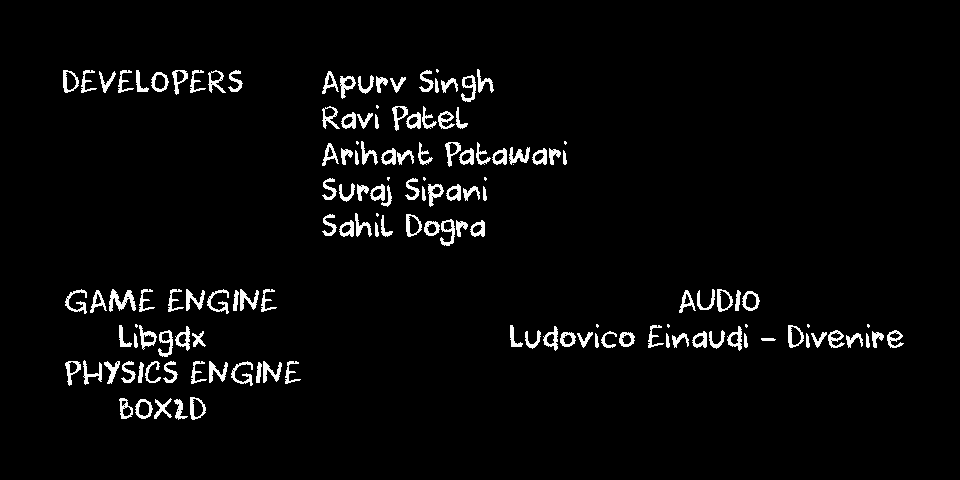 DEVELOPERS Apurv Singh
Ravi Patel
Arihant Patawari
Suraj Sipani
Sahil Dogra
GAME ENGINE
Libgdx
PHYSICS ENGINE
BOX2D
AUDIO
Ludovico Einaudi - Divenire